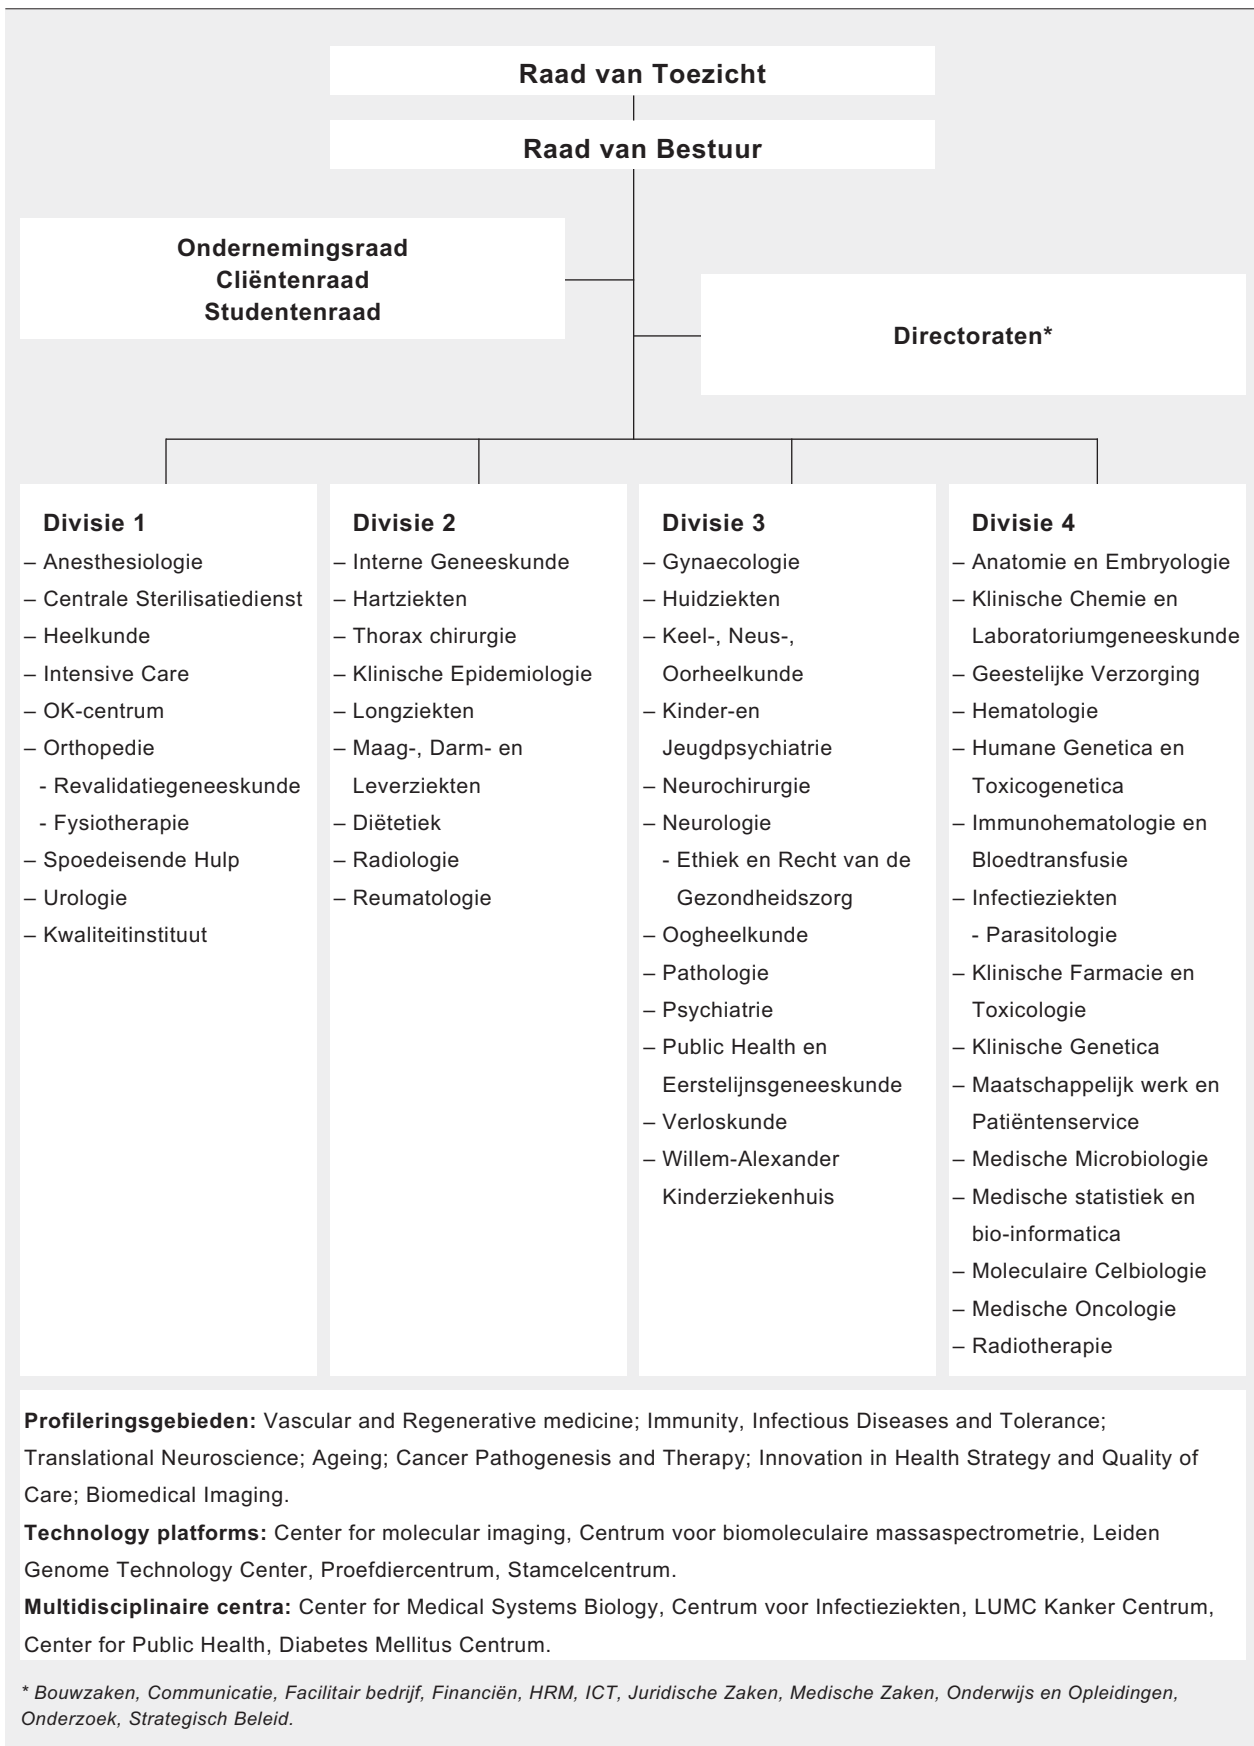 Raad van Toezicht
Raad van Bestuur
Ondernemingsraad
Cliëntenraad
Studentenraad
Directoraten*
Divisie 1
– Anesthesiologie
– Centrale Sterilisatiedienst
– Heelkunde
– Intensive Care
– OK-centrum
– Orthopedie
- Revalidatiegeneeskunde
- Fysiotherapie
– Spoedeisende Hulp
– Urologie
– Kwaliteitinstituut
Divisie 2
– Interne Geneeskunde
– Hartziekten
– Thorax chirurgie
– Klinische Epidemiologie
– Longziekten
– Maag-, Darm- en
Leverziekten
– Diëtetiek
– Radiologie
– Reumatologie
Divisie 3
– Gynaecologie
– Huidziekten
– Keel-, Neus-,
Oorheelkunde
– Kinder-en
Jeugdpsychiatrie
– Neurochirurgie
– Neurologie
- Ethiek en Recht van de
Gezondheidszorg
– Oogheelkunde
– Pathologie
– Psychiatrie
– Public Health en
Eerstelijnsgeneeskunde
– Verloskunde
– Willem-Alexander
Kinderziekenhuis
Divisie 4
– Anatomie en Embryologie
– Klinische Chemie en
Laboratoriumgeneeskunde
– Geestelijke Verzorging
– Hematologie
– Humane Genetica en
Toxicogenetica
– Immunohematologie en
Bloedtransfusie
– Infectieziekten
- Parasitologie
– Klinische Farmacie en
Toxicologie
– Klinische Genetica
– Maatschappelijk werk en
Patiëntenservice
– Medische Microbiologie
– Medische statistiek en
bio-informatica
– Moleculaire Celbiologie
– Medische Oncologie
– Radiotherapie
Profileringsgebieden: Vascular and Regenerative medicine; Immunity, Infectious Diseases and Tolerance;
Translational Neuroscience; Ageing; Cancer Pathogenesis and Therapy; Innovation in Health Strategy and Quality of
Care; Biomedical Imaging.
Technology platforms: Center for molecular imaging, Centrum voor biomoleculaire massaspectrometrie, Leiden
Genome Technology Center, Proefdiercentrum, Stamcelcentrum.
Multidisciplinaire centra: Center for Medical Systems Biology, Centrum voor Infectieziekten, LUMC Kanker Centrum,
Center for Public Health, Diabetes Mellitus Centrum.
* Bouwzaken, Communicatie, Facilitair bedrijf, Financiën, HRM, ICT, Juridische Zaken, Medische Zaken, Onderwijs en Opleidingen,
Onderzoek, Strategisch Beleid.